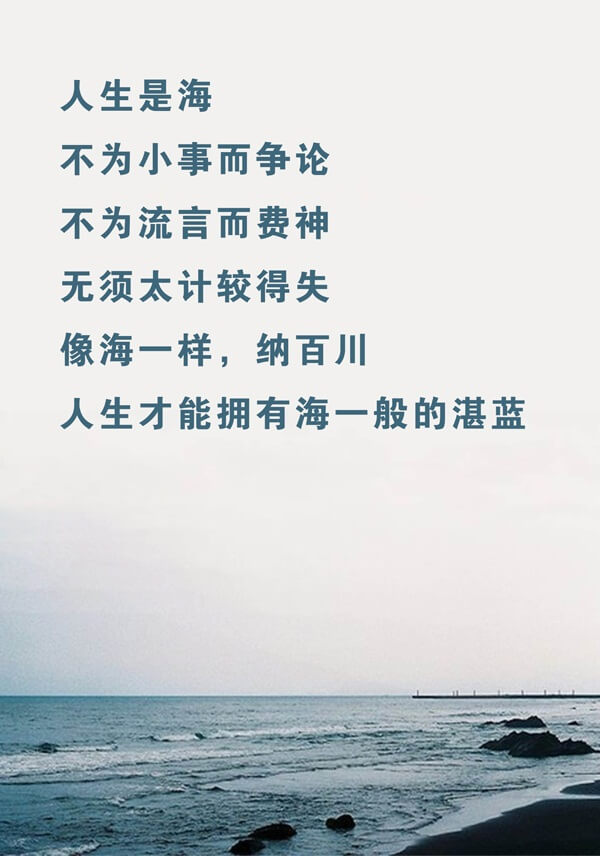 人生是海
不为小事而争论
不为流言而费神
无须太计较得失
像海一样，纳百川
人生才能拥有海一般的湛蓝